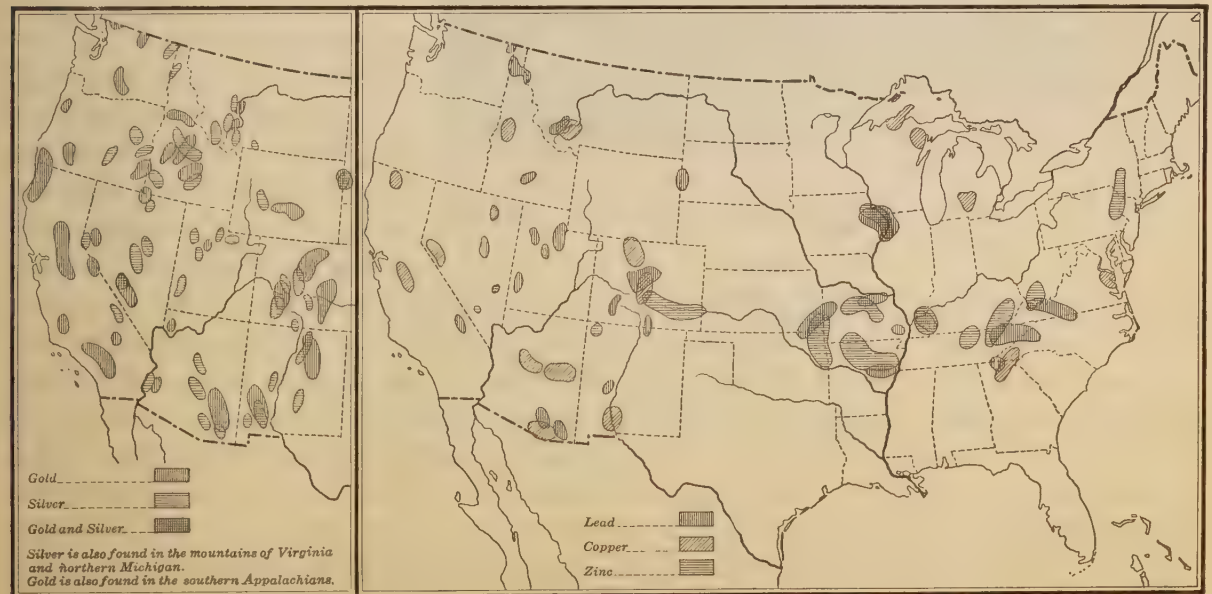 Gold
Silver
Gold and Silver
Silver is also found in the mountains of Virginia
and northern Michigan.
Gold is also found in the southern Appalachians.
Lead
Copper
Zinc